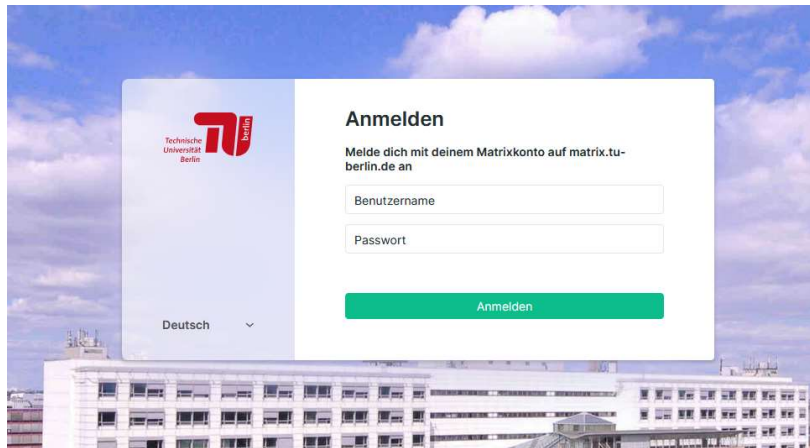 Technische
Universität
Berlin
berlin
Anmelden
Melde dich mit deinem Matrixkonto auf matrix.tu-
berlin.de an
Benutzername
Passwort
Anmelden
Deutsch